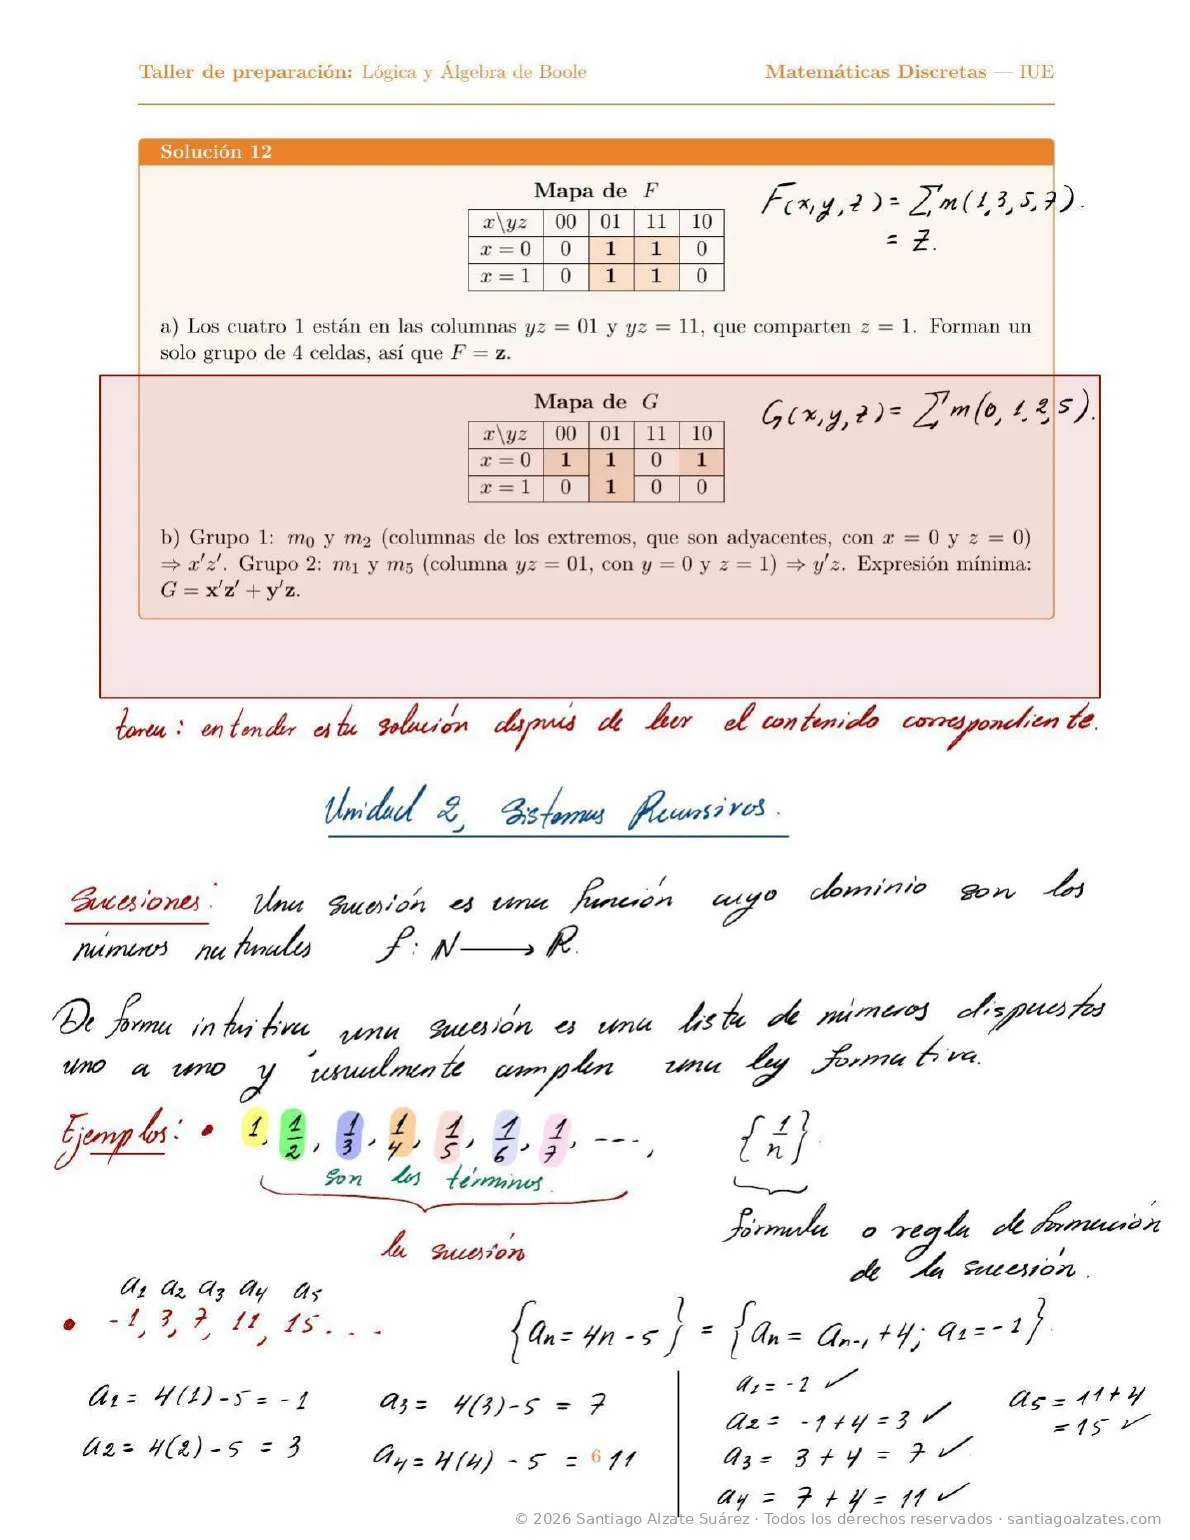 Taller de preparación: Lógica y Álgebra de Boole
Matemáticas Discretas — IUE
Solución 12
Mapa de F
x\yz 00 01 11 10
x = 0 0 1 1 0
x = 1 0 1 1 0
F(x,y,z) = Σm(1,3,5,7).
= Z.
a) Los cuatro 1 están en las columnas yz = 01 y yz = 11, que comparten z = 1. Forman un
solo grupo de 4 celdas, así que F = z.
Mapa de G
x\yz 00 01 11 10
x = 0 1 1 0 1
x = 1 0 1 0 0
G(x,y,z) = Σm(0,1,2,5).
b) Grupo 1: m₀ y m₂ (columnas de los extremos, que son adyacentes, con x = 0 y z = 0)
⇒ x′z′. Grupo 2: m₁ y m₅ (columna yz = 01, con y = 0 y z = 1) ⇒ y′z. Expresión mínima:
G = x′z′ + y′z.
tarea: entender esta solución después de leer el contenido correspondiente.
Unidad 2, Sistemas Recursivos.
Sucesiones: Una sucesión es una función cuyo dominio son los
números naturales f: ℕ ⟶ ℝ.
De forma intuitiva, una sucesión es una lista de números dispuestos
uno a uno y usualmente cumplen una ley formativa.
Ejemplos: • 1, 1/2, 1/3, 1/4, 1/5, 1/6, 1/7, ----, {1/n}.
son los términos.
la sucesión
fórmula o regla de formación
de la sucesión.
a₁ a₂ a₃ a₄ a₅
• -1, 3, 7, 11, 15. . .
{aₙ = 4n - 5} = {aₙ = aₙ₋₁ + 4; a₁ = -1}.
a₁ = 4(1) - 5 = -1
a₂ = 4(2) - 5 = 3
a₃ = 4(3) - 5 = 7
a₄ = 4(4) - 5 = 11
a₁ = -1 ✓
a₂ = -1 + 4 = 3 ✓
a₃ = 3 + 4 = 7 ✓
a₄ = 7 + 4 = 11 ✓
a₅ = 11 + 4
= 15 ✓
6
© 2026 Santiago Alzate Suárez · Todos los derechos reservados · santiagoalzates.com